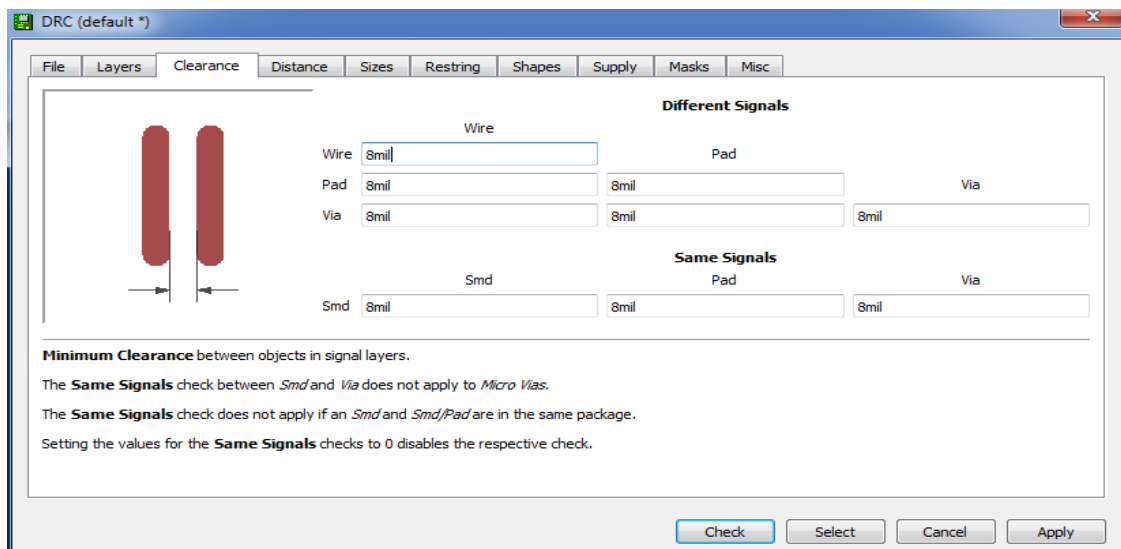 DRC (default *)
File Layers Clearance Distance Sizes Restring Shapes Supply Masks Misc
Different Signals
Wire
Wire 8mil Pad
Pad 8mil 8mil Via
Via 8mil 8mil 8mil
Same Signals
Smd Pad Via
Smd 8mil 8mil 8mil
Minimum Clearance between objects in signal layers.
The Same Signals check between Smd and Via does not apply to Micro Vias.
The Same Signals check does not apply if an Smd and Smd/Pad are in the same package.
Setting the values for the Same Signals checks to 0 disables the respective check.
Check Select Cancel Apply